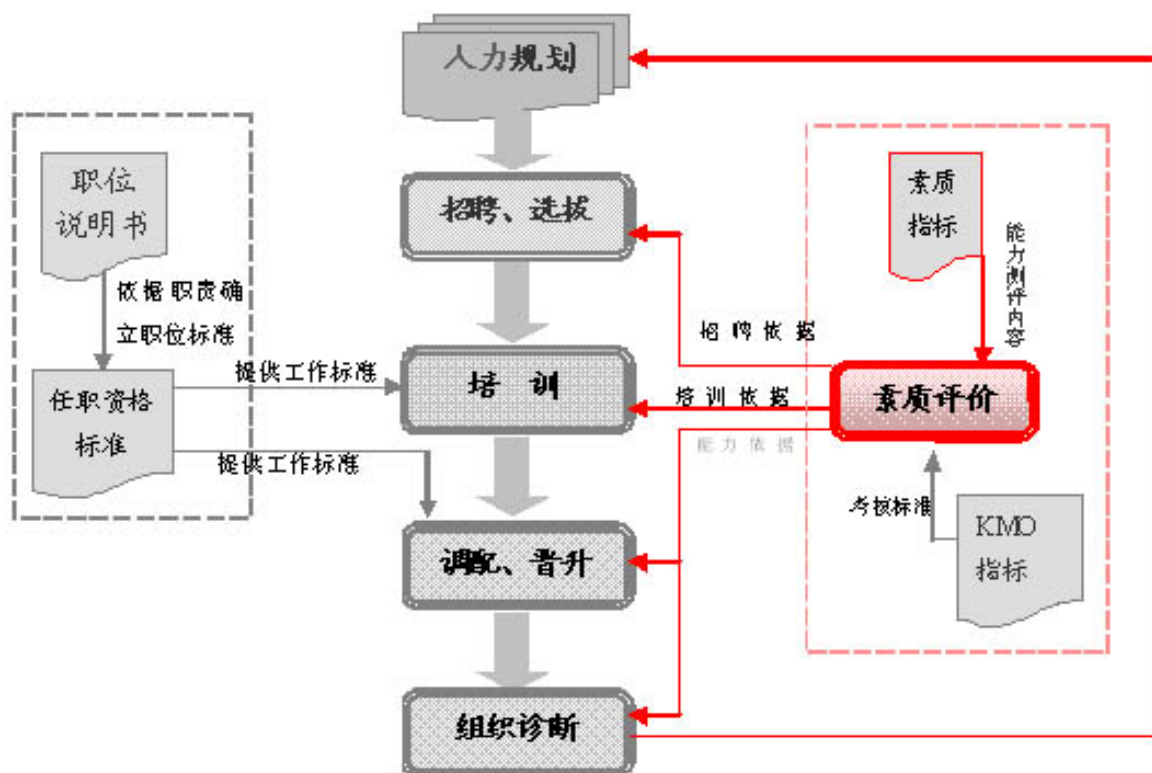 人力规划
职位
说明书
素质
指标
招聘、选拔
能力测评内容
依据职责确
立职位标准
招聘依据
提供工作标准
任职资格
标准
培 训
培训依据
素质评价
能力依据
提供工作标准
考核标准
KMO
指标
调配、晋升
组织诊断